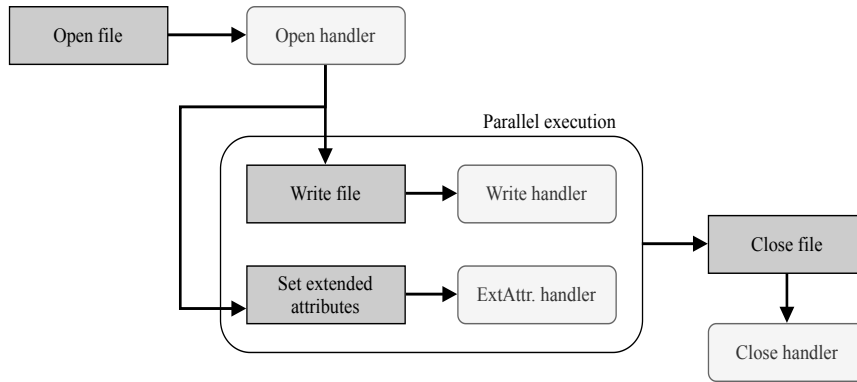 Open file
Open handler
Parallel execution
Write file
Write handler
Close file
Set extended
attributes
ExtAttr. handler
Close handler